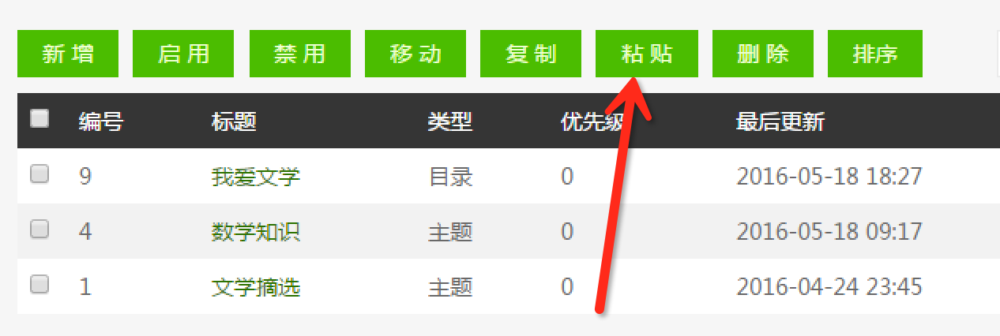 新 增 启 用 禁 用 移 动 复 制 粘 贴 删 除 排序
编号 标题 类型 优先级 最后更新
9 我爱文学 目录 0 2016-05-18 18:27
4 数学知识 主题 0 2016-05-18 09:17
1 文学摘选 主题 0 2016-04-24 23:45